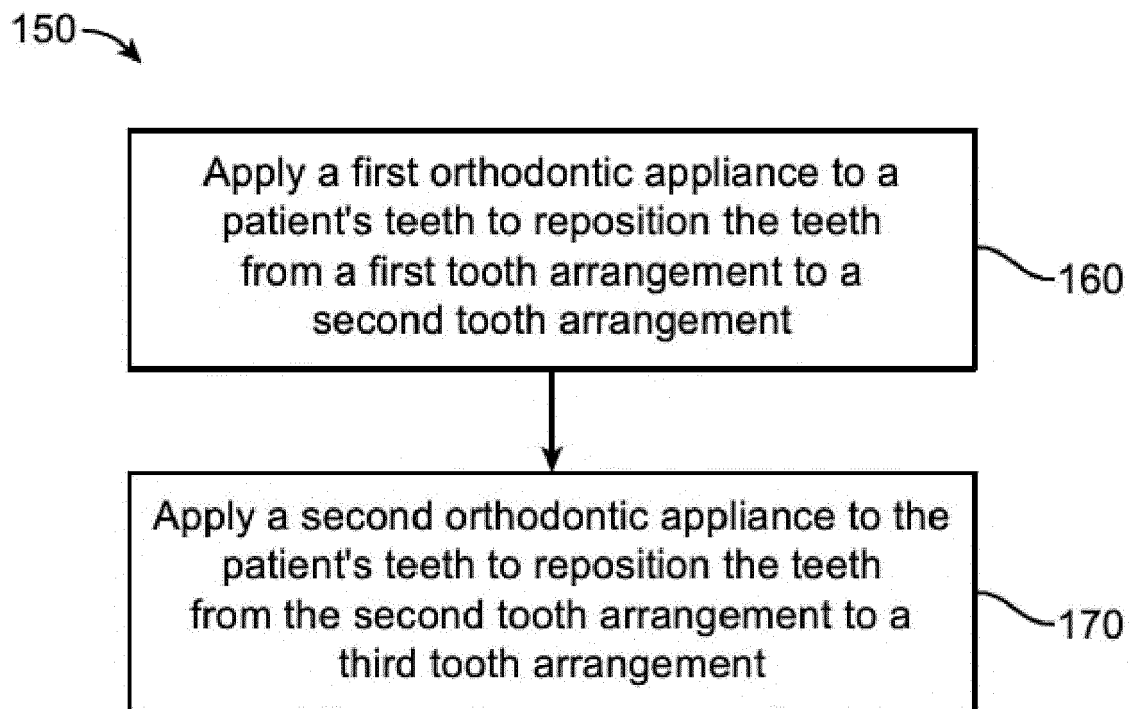 150
Apply a first orthodontic appliance to a
patient's teeth to reposition the teeth
from a first tooth arrangement to a
second tooth arrangement
160
Apply a second orthodontic appliance to the
patient's teeth to reposition the teeth
from the second tooth arrangement to a
third tooth arrangement
170